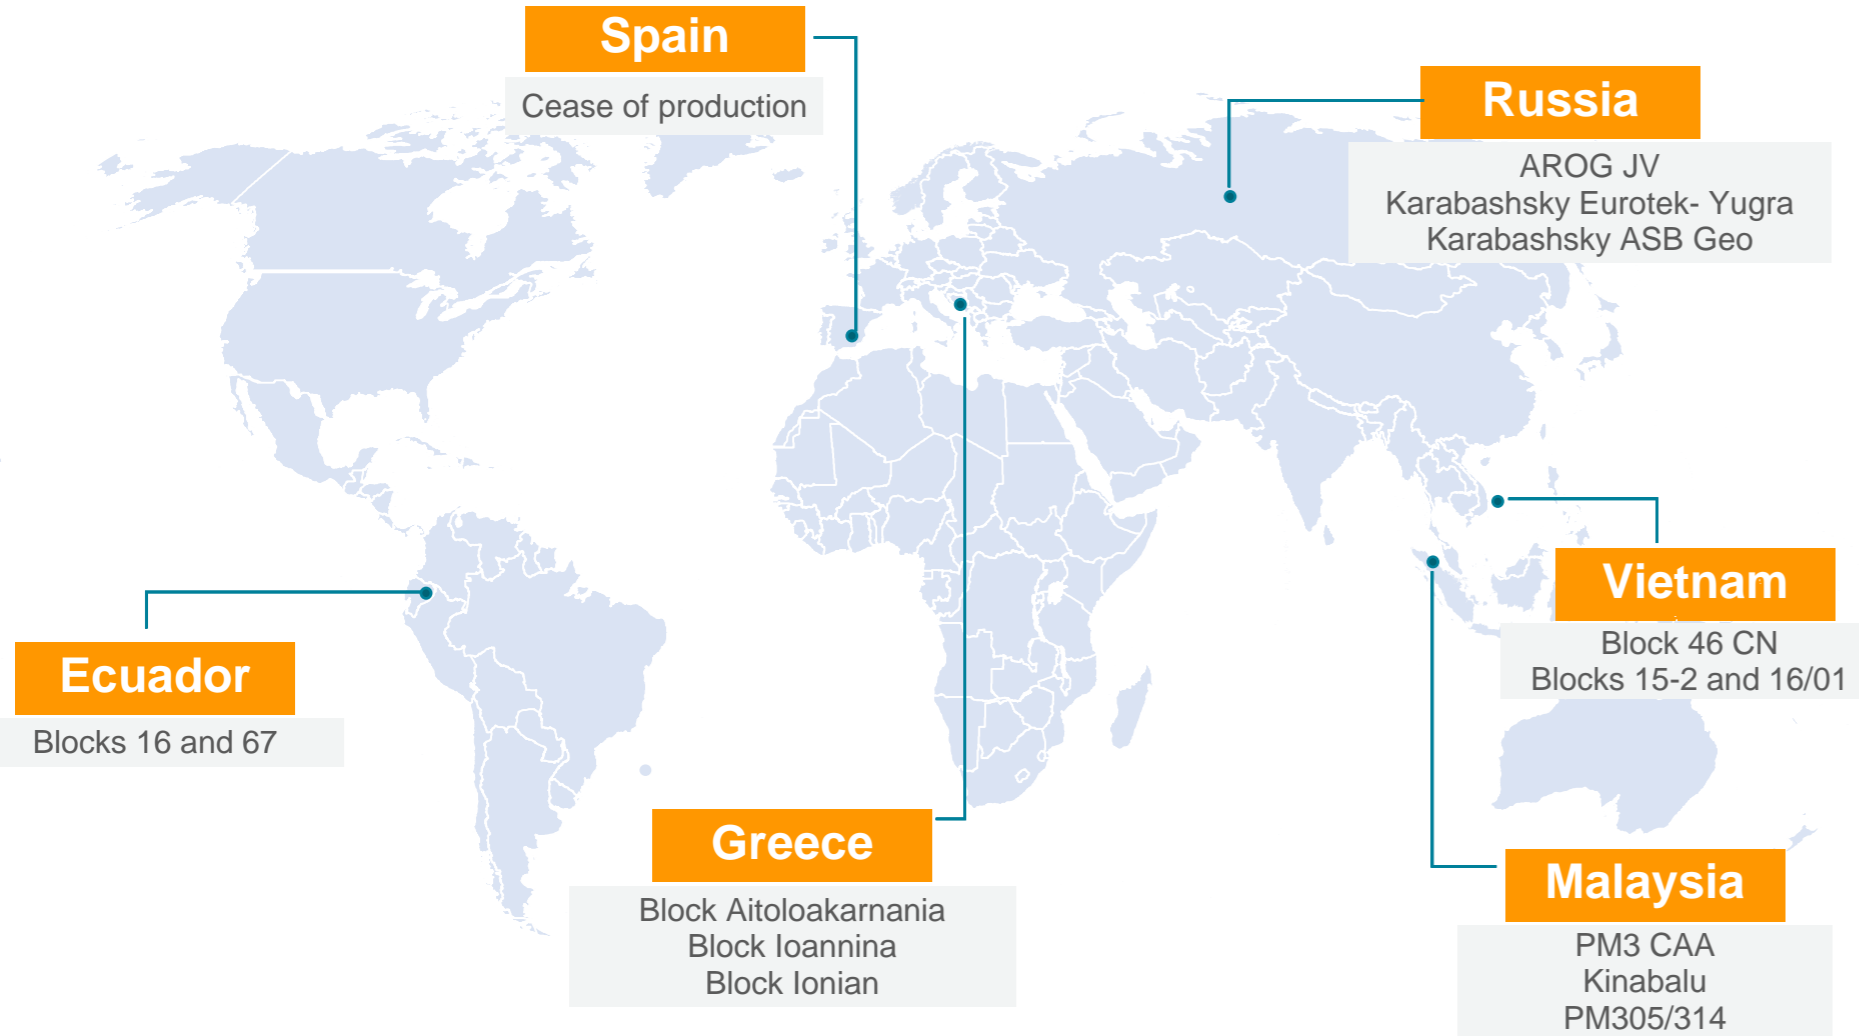 Spain
Cease of production
Russia
AROG JV
Karabashsky Eurotek- Yugra
Karabashsky ASB Geo
Vietnam
Block 46 CN
Blocks 15-2 and 16/01
Ecuador
Blocks 16 and 67
Greece
Block Aitoloakarnania
Block Ioannina
Block Ionian
Malaysia
PM3 CAA
Kinabalu
PM305/314